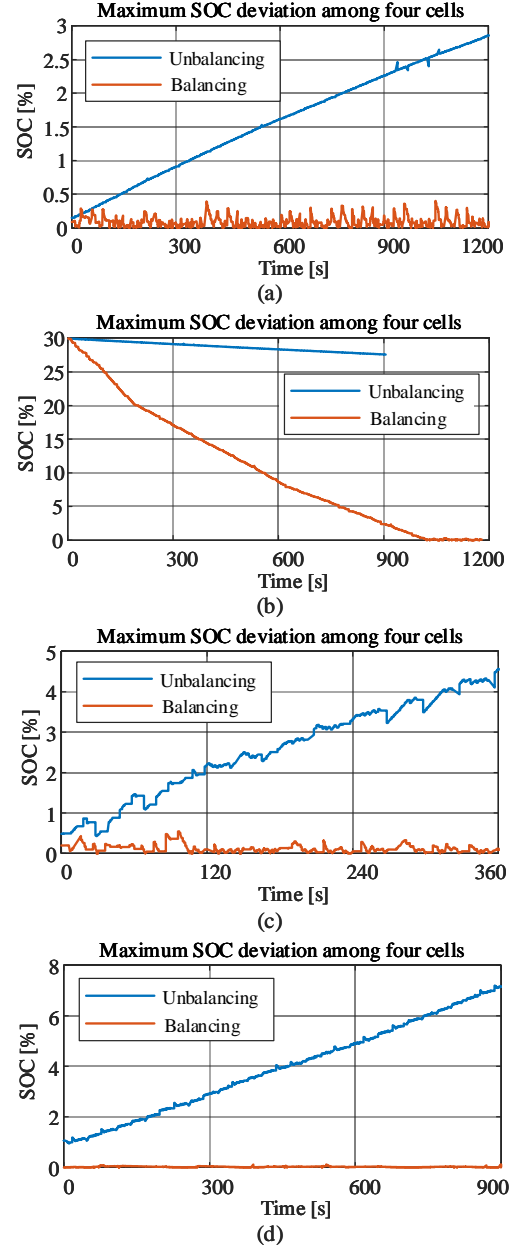 Maximum SOC deviation among four cells
3
2.5
2
1.5
1
0.5
0
SOC [%]
Unbalancing
Balancing
0 300 600 900 1200
Time [s]
(a)
Maximum SOC deviation among four cells
30
25
20
15
10
5
0
SOC [%]
Unbalancing
Balancing
0 300 600 900 1200
Time [s]
(b)
Maximum SOC deviation among four cells
5
4
3
2
1
0
SOC [%]
Unbalancing
Balancing
0 120 240 360
Time [s]
(c)
Maximum SOC deviation among four cells
8
6
4
2
0
SOC [%]
Unbalancing
Balancing
0 300 600 900
Time [s]
(d)